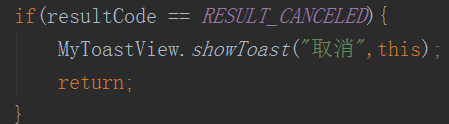 if(resultCode == RESULT_CANCELED){
    MyToastView.showToast("取消",this);
    return;
}